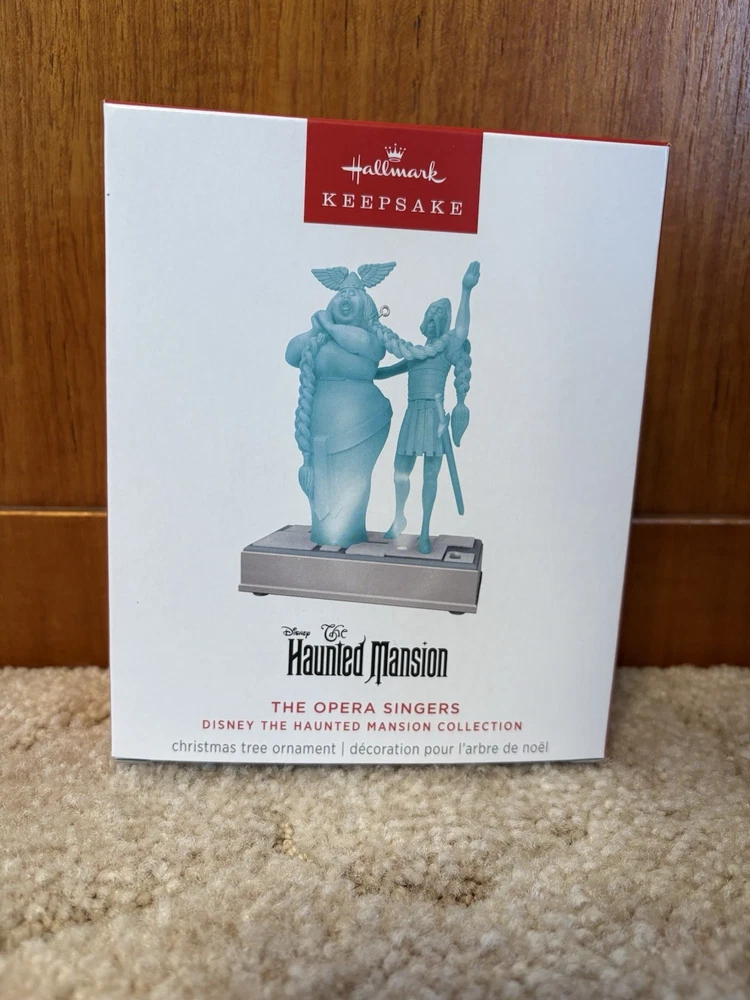 Hallmark
KEEPSAKE
Disney The
Haunted Mansion
THE OPERA SINGERS
DISNEY THE HAUNTED MANSION COLLECTION
christmas tree ornament | décoration pour l'arbre de noël